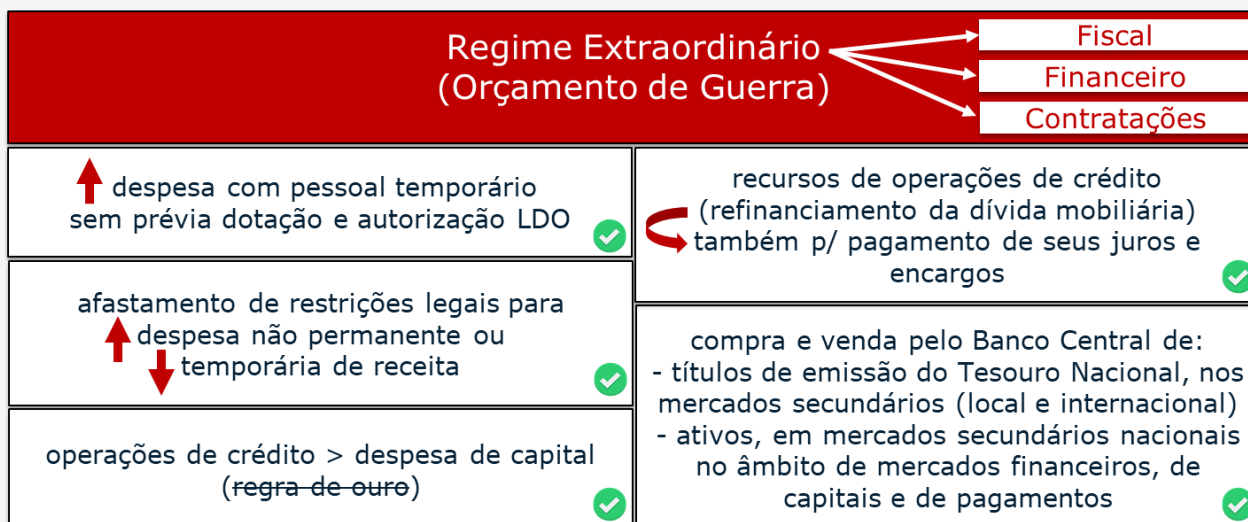 Regime Extraordinário
(Orçamento de Guerra)
Fiscal
Financeiro
Contratações
despesa com pessoal temporário
sem prévia dotação e autorização LDO
afastamento de restrições legais para
despesa não permanente ou
temporária de receita
operações de crédito > despesa de capital
(regra de ouro)
recursos de operações de crédito
(refinanciamento da dívida mobiliária)
também p/ pagamento de seus juros e
encargos
compra e venda pelo Banco Central de:
- títulos de emissão do Tesouro Nacional, nos
mercados secundários (local e internacional)
- ativos, em mercados secundários nacionais
no âmbito de mercados financeiros, de
capitais e de pagamentos